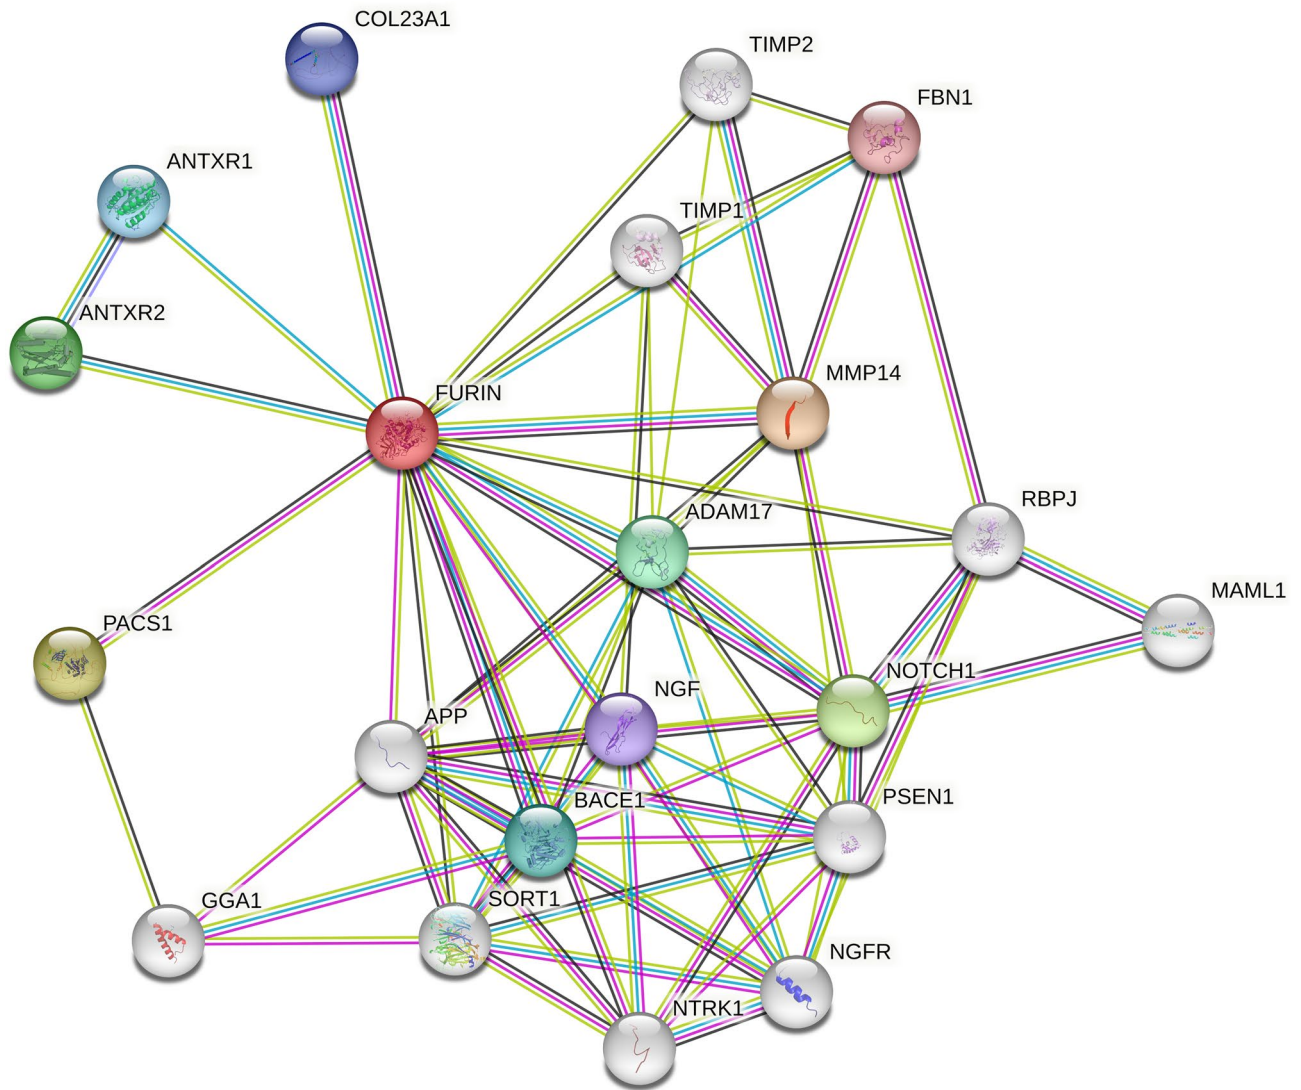 COL23A1
TIMP2
FBN1
ANTXR1
TIMP1
ANTXR2
MMP14
FURIN
RBPJ
ADAM17
MAML1
PACS1
NOTCH1
NGF
APP
PSEN1
BACE1
SORT1
GGA1
NGFR
NTRK1